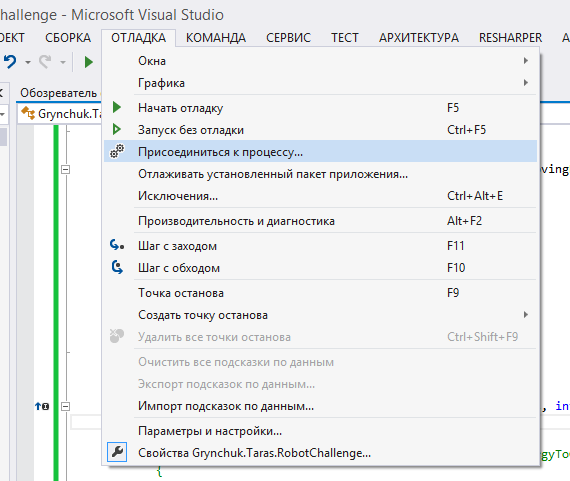 hallenge - Microsoft Visual Studio
ЕКТ СБОРКА ОТЛАДКА КОМАНДА СЕРВИС ТЕСТ АРХИТЕКТУРА RESHARPER А
Обозреватель
Grynchuk.Ta
Окна
Графика
Начать отладку F5
Запуск без отладки Ctrl+F5
Присоединиться к процессу...
ving
Отлаживать установленный пакет приложения...
Исключения... Ctrl+Alt+E
Производительность и диагностика Alt+F2
Шаг с заходом F11
Шаг с обходом F10
Точка останова F9
Создать точку останова
Удалить все точки останова Ctrl+Shift+F9
Очистить все подсказки по данным
Экспорт подсказок по данным...
Импорт подсказок по данным...
, in
Параметры и настройки...
Свойства Grynchuk.Taras.RobotChallenge...
gyTo
{